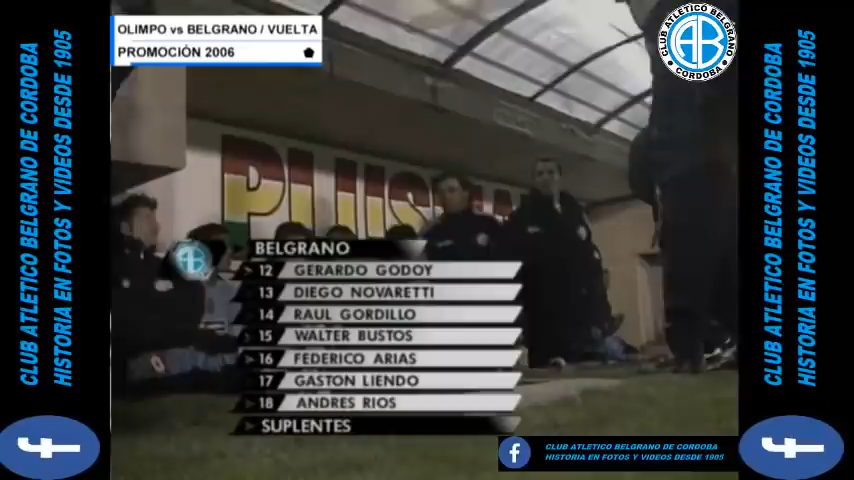 OLIMPO vs BELGRANO / VUELTA
PROMOCIÓN 2006
CLUB ATLETICO BELGRANO CORDOBA
CLUB ATLETICO BELGRANO DE CORDOBA
HISTORIA EN FOTOS Y VIDEOS DESDE 1905
BELGRANO
12 GERARDO GODOY
13 DIEGO NOVARETTI
14 RAUL GORDILLO
15 WALTER BUSTOS
16 FEDERICO ARIAS
17 GASTON LIENDO
18 ANDRES RIOS
SUPLENTES
CLUB ATLETICO BELGRANO DE CORDOBA
HISTORIA EN FOTOS Y VIDEOS DESDE 1905
CLUB ATLETICO BELGRANO DE CORDOBA
HISTORIA EN FOTOS Y VIDEOS DESDE 1905